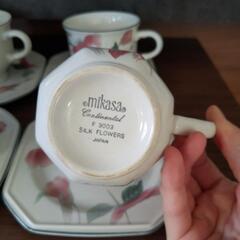 mikasa
Continental
F 3003
SILK FLOWERS
JAPAN